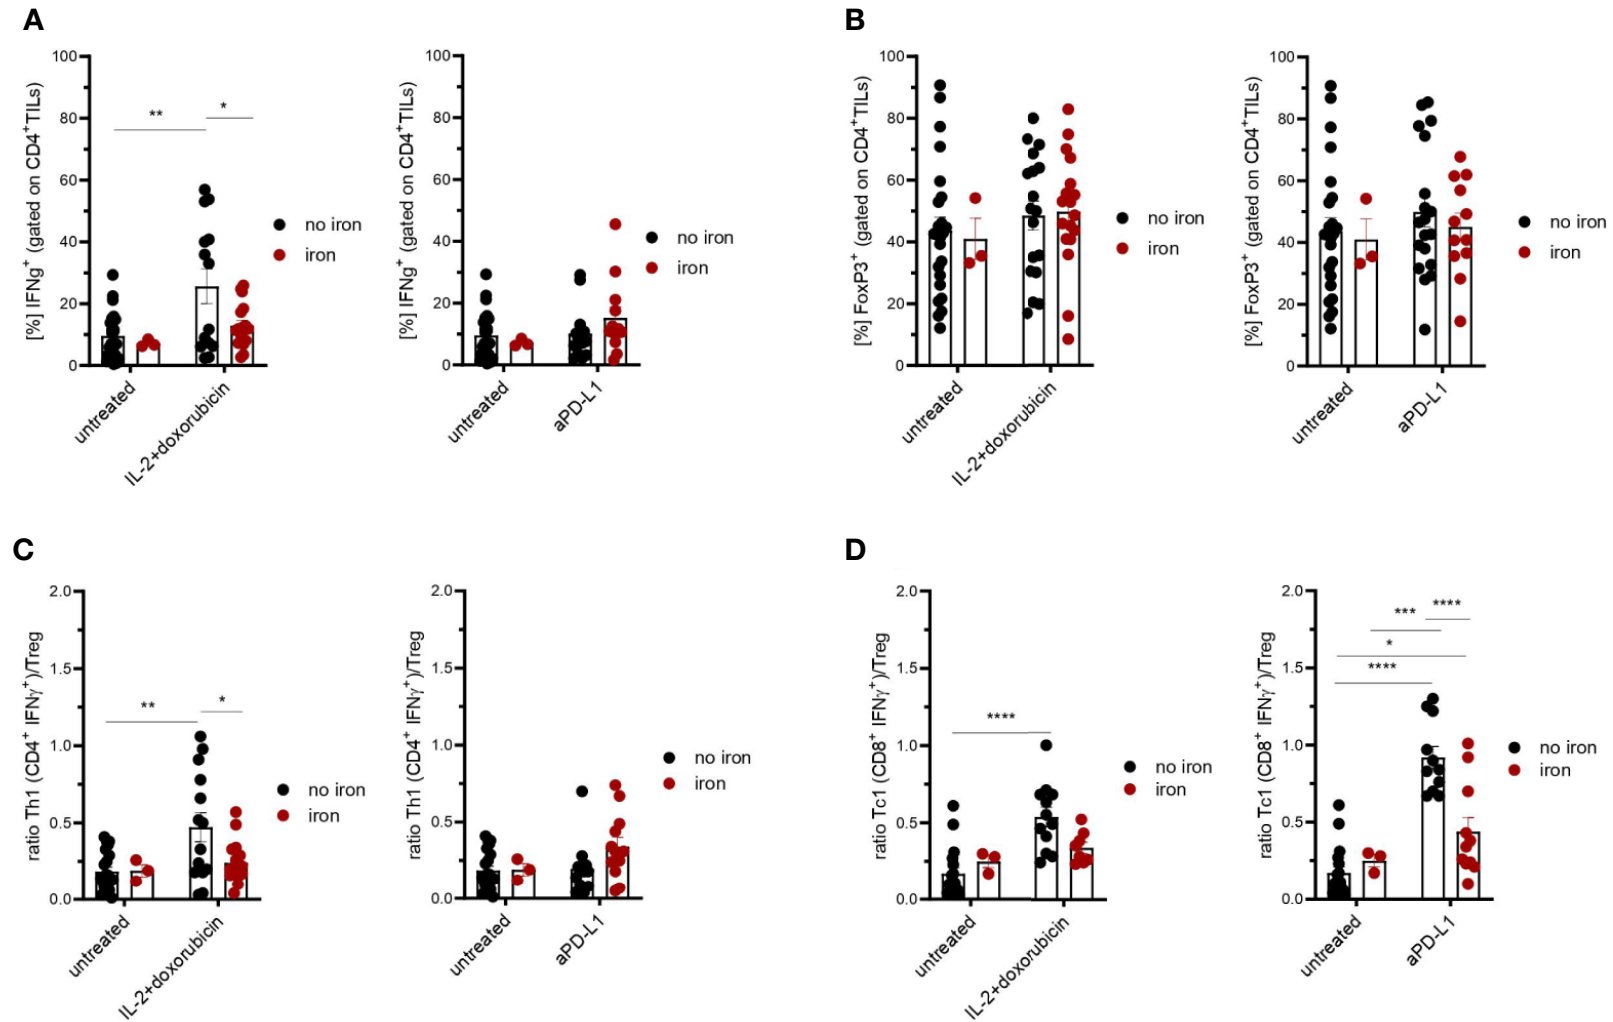 A
[%] IFNg+ (gated on CD4+TILs)
100
80
60
40
20
0
**
*
no iron
iron
untreated
IL-2+doxorubicin
[%] IFNg+ (gated on CD4+TILs)
100
80
60
40
20
0
no iron
iron
untreated
aPD-L1
B
[%] FoxP3+ (gated on CD4+TILs)
100
80
60
40
20
0
no iron
iron
untreated
IL-2+doxorubicin
[%] FoxP3+ (gated on CD4+TILs)
100
80
60
40
20
0
no iron
iron
untreated
aPD-L1
C
ratio Th1 (CD4+ IFNγ+)/Treg
2.0
1.5
1.0
0.5
0.0
**
*
no iron
iron
untreated
IL-2+doxorubicin
ratio Th1 (CD4+ IFNγ+)/Treg
2.0
1.5
1.0
0.5
0.0
no iron
iron
untreated
aPD-L1
D
ratio Tc1 (CD8+ IFNγ+)/Treg
2.0
1.5
1.0
0.5
0.0
****
no iron
iron
untreated
IL-2+doxorubicin
ratio Tc1 (CD8+ IFNγ+)/Treg
2.0
1.5
1.0
0.5
0.0
****
***
*
****
no iron
iron
untreated
aPD-L1